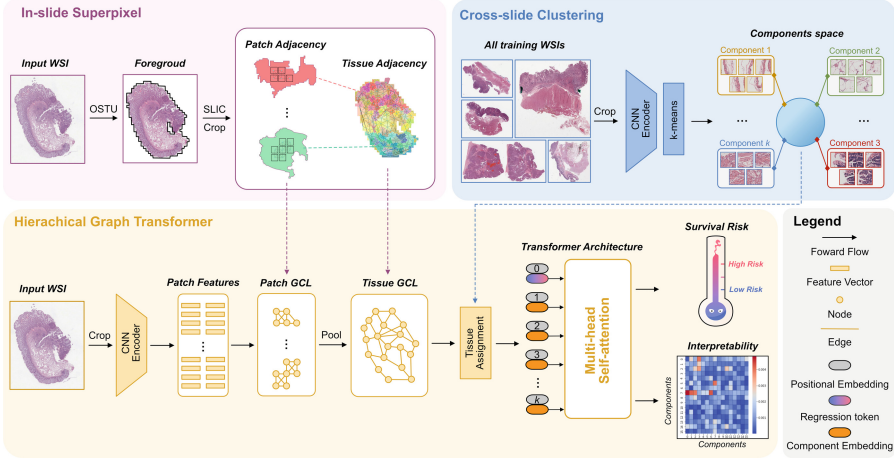 In-slide Superpixel
Input WSI
Foregroud
OSTU
SLIC
Crop
Patch Adjacency
Tissue Adjacency
...
Cross-slide Clustering
All training WSIs
Crop
CNN
Encoder
k-means
Components space
Component 1
Component 2
...
...
Component k
Component 3
Hierachical Graph Transformer
Input WSI
Crop
CNN
Encoder
Patch Features
...
Patch GCL
...
Pool
Tissue GCL
Tissue
Assignment
Transformer Architecture
0
1
2
3
...
k
Multi-head
Self-attention
Survival Risk
High Risk
Low Risk
Interpretability
Components
Components
Legend
Foward Flow
Feature Vector
Node
Edge
Positional Embedding
Regression token
Component Embedding